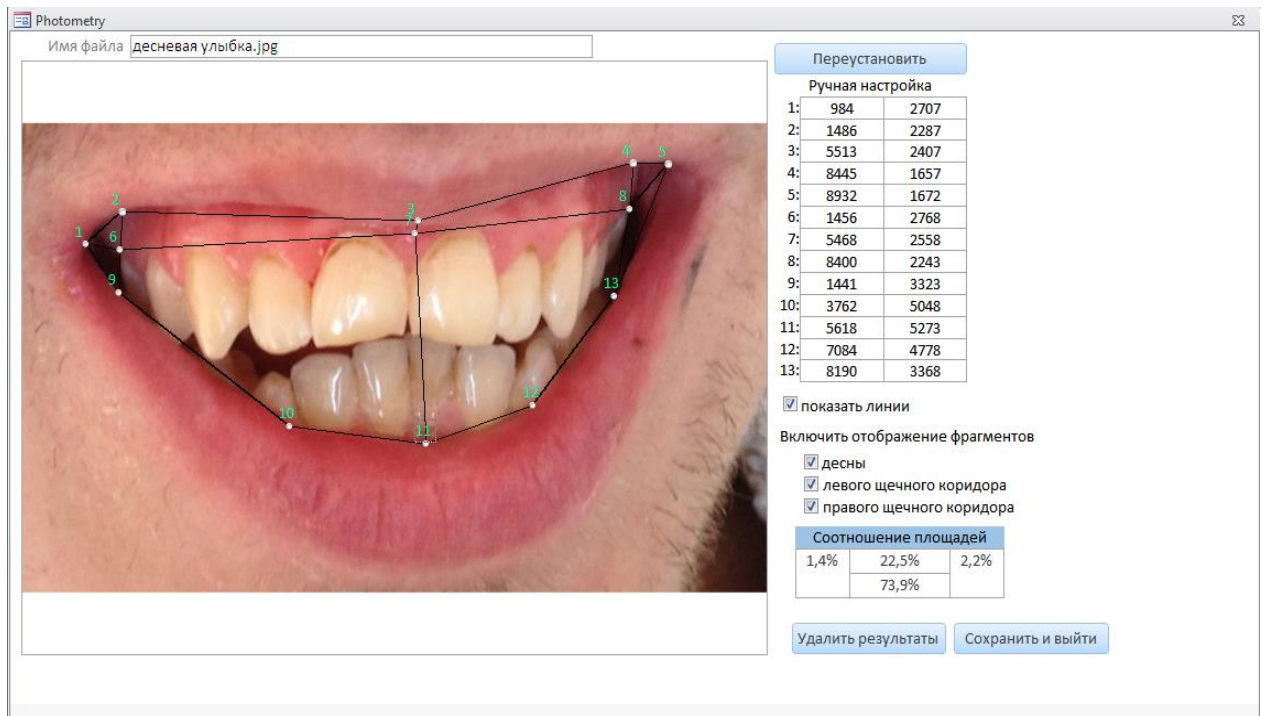 Photometry
Имя файла десневая улыбка.jpg
Переустановить
Ручная настройка
1: 984 2707
2: 1486 2287
3: 5513 2407
4: 8445 1657
5: 8932 1672
6: 1456 2768
7: 5468 2558
8: 8400 2243
9: 1441 3323
10: 3762 5048
11: 5618 5273
12: 7084 4778
13: 8190 3368
показать линии
Включить отображение фрагментов
десны
левого щечного коридора
правого щечного коридора
Соотношение площадей
1,4% 22,5% 2,2%
73,9%
Удалить результаты Сохранить и выйти
4 5
2
3
7
8
1
6
9
13
12
10
11